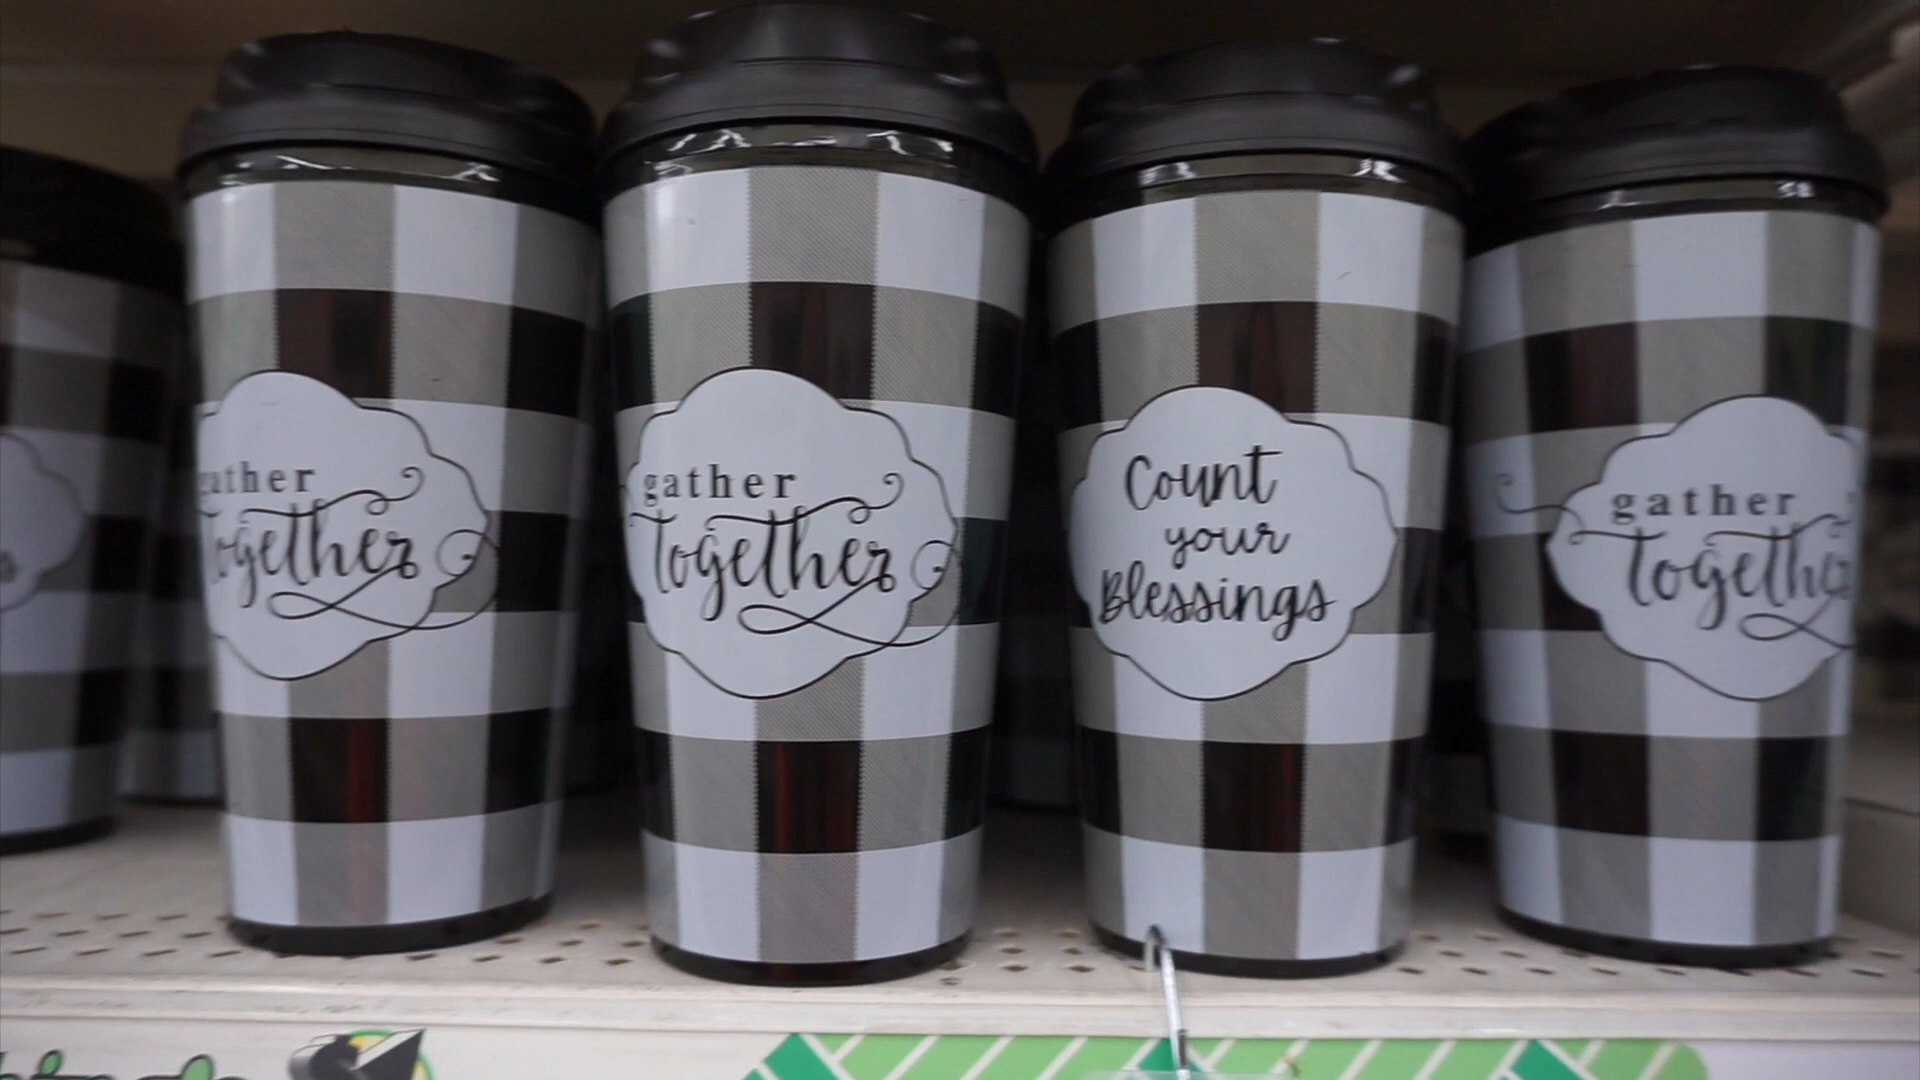 gather
together
gather
together
Count
your
Blessings
gather
together